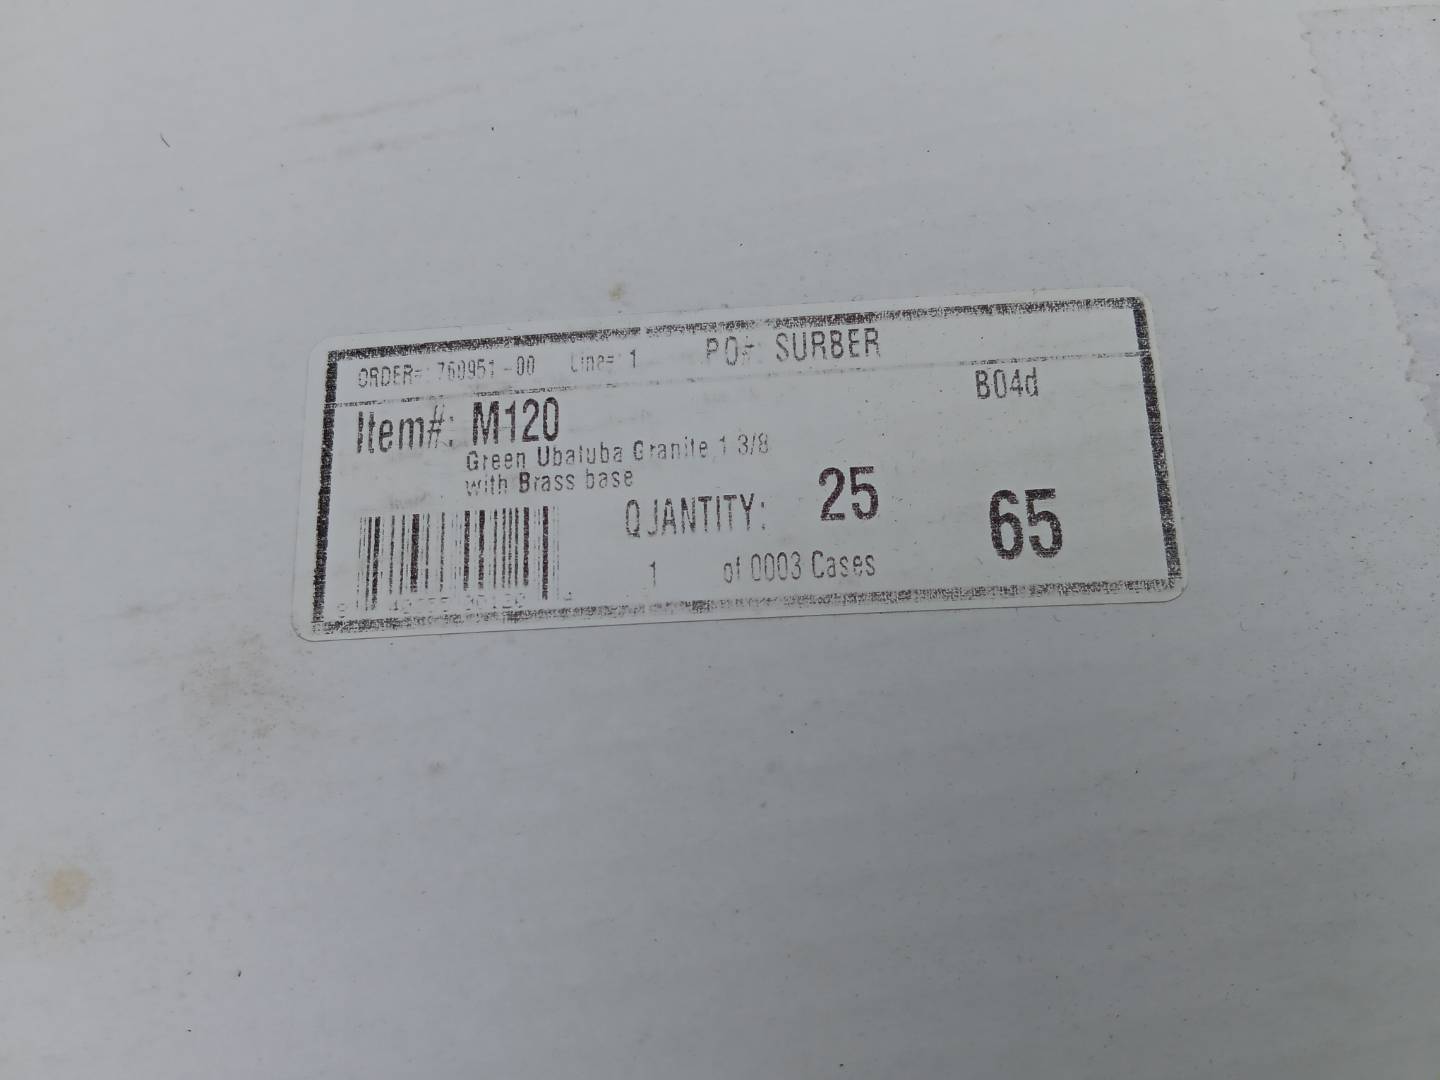 ORDER#: 760951-00 Line# 1 PO#: SURBER
B04d
Item#: M120
Green Ubatuba Granite 1 3/8
with Brass base
QUANTITY: 25
65
1 of 0003 Cases